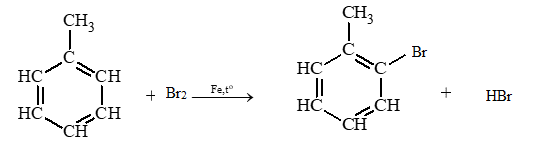 CH3
C
HC CH
HC CH
CH
+ Br2
Fe,t°
CH3
C
HC C Br
HC CH
CH
+ HBr